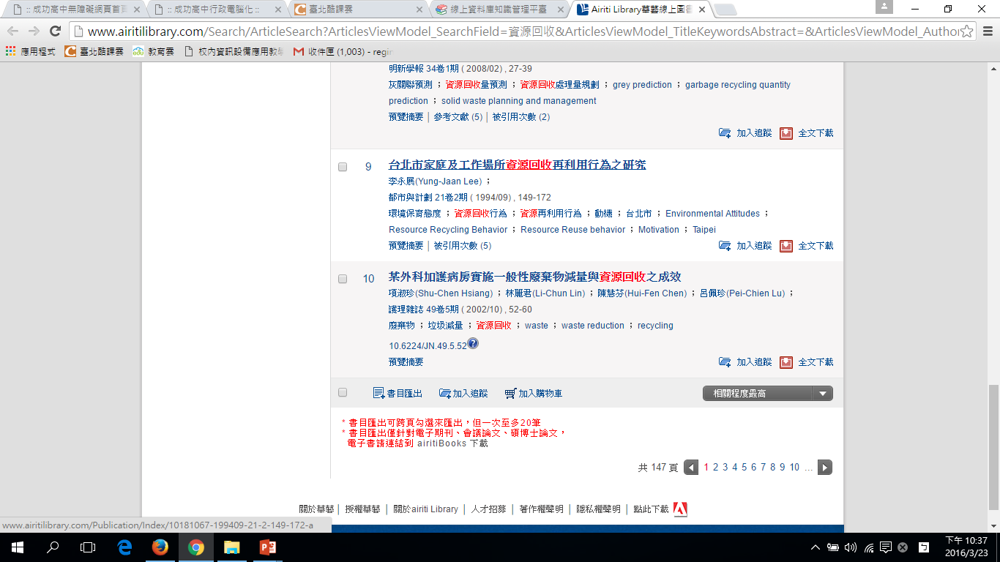 :: 成功高中無障礙網頁首頁
:: 成功高中行政電腦化 ::
臺北酷課雲
線上資料庫知識管理平臺
Airiti Library華藝線上圖書
www.airitilibrary.com/Search/ArticleSearch?ArticlesViewModel_SearchField=資源回收&ArticlesViewModel_TitleKeywordsAbstract=&ArticlesViewModel_Author
應用程式
臺北酷課雲
教育雲
校內資訊設備應用教學
收件匣 (1,003) - regin
明新學報 34卷1期 ( 2008/02) , 27-39
灰關聯預測 ； 資源回收量預測 ； 資源回收處理量規劃 ； grey prediction ； garbage recycling quantity
prediction ； solid waste planning and management
預覽摘要 | 參考文獻 (5) | 被引用次數 (2)
加入追蹤 全文下載
9 台北市家庭及工作場所資源回收再利用行為之研究
李永展(Yung-Jaan Lee) ；
都市與計劃 21卷2期 ( 1994/09) , 149-172
環境保育態度 ； 資源回收行為 ； 資源再利用行為 ； 動機 ； 台北市 ； Environmental Attitudes ；
Resource Recycling Behavior ； Resource Reuse behavior ； Motivation ； Taipei
預覽摘要 | 被引用次數 (5)
加入追蹤 全文下載
10 某外科加護病房實施一般性廢棄物減量與資源回收之成效
項淑珍(Shu-Chen Hsiang) ； 林麗君(Li-Chun Lin) ； 陳慧芬(Hui-Fen Chen) ； 呂佩珍(Pei-Chien Lu) ；
護理雜誌 49卷5期 ( 2002/10) , 52-60
廢棄物 ； 垃圾減量 ； 資源回收 ； waste ； waste reduction ； recycling
10.6224/JN.49.5.52
預覽摘要
加入追蹤 全文下載
書目匯出 加入追蹤 加入購物車
相關程度最高
* 書目匯出可跨頁勾選來匯出，但一次至多20筆
* 書目匯出僅針對電子期刊、會議論文、碩博士論文，
電子書請連結到 airitiBooks 下載
共 147 頁 1 2 3 4 5 6 7 8 9 10 ...
關於華藝 | 授權華藝 | 關於airiti Library | 人才招募 | 著作權聲明 | 隱私權聲明 | 點此下載
www.airitilibrary.com/Publication/Index/10181067-199409-21-2-149-172-a
下午 10:37
2016/3/23